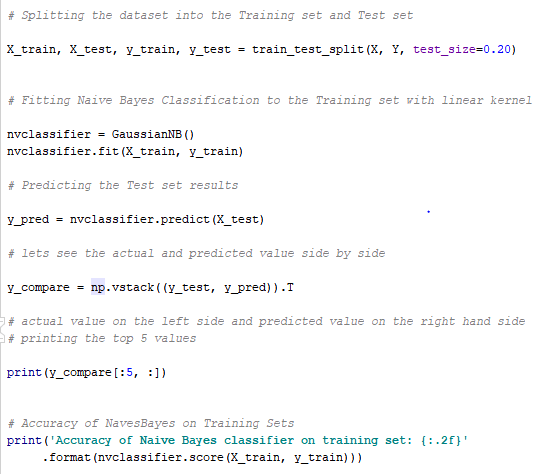 # Splitting the dataset into the Training set and Test set
X_train, X_test, y_train, y_test = train_test_split(X, Y, test_size=0.20)
# Fitting Naive Bayes Classification to the Training set with linear kernel
nvclassifier = GaussianNB()
nvclassifier.fit(X_train, y_train)
# Predicting the Test set results
y_pred = nvclassifier.predict(X_test)
# lets see the actual and predicted value side by side
y_compare = np.vstack((y_test, y_pred)).T
# actual value on the left side and predicted value on the right hand side
# printing the top 5 values
print(y_compare[:5, :])
# Accuracy of NavesBayes on Training Sets
print('Accuracy of Naive Bayes classifier on training set: {:.2f}'
.format(nvclassifier.score(X_train, y_train)))